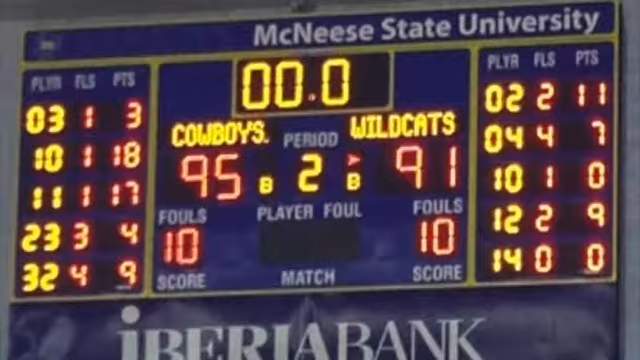 McNeese State University
PLYR FLS PTS
00.0
PLYR FLS PTS
03 1 3
10 1 18
11 1 17
23 3 4
32 4 9
COWBOYS. PERIOD WILDCATS
95 B 2 B 91
FOULS PLAYER FOUL FOULS
10 10
SCORE MATCH SCORE
02 2 11
04 4 7
10 1 0
12 2 9
14 0 0
IBERIABANK